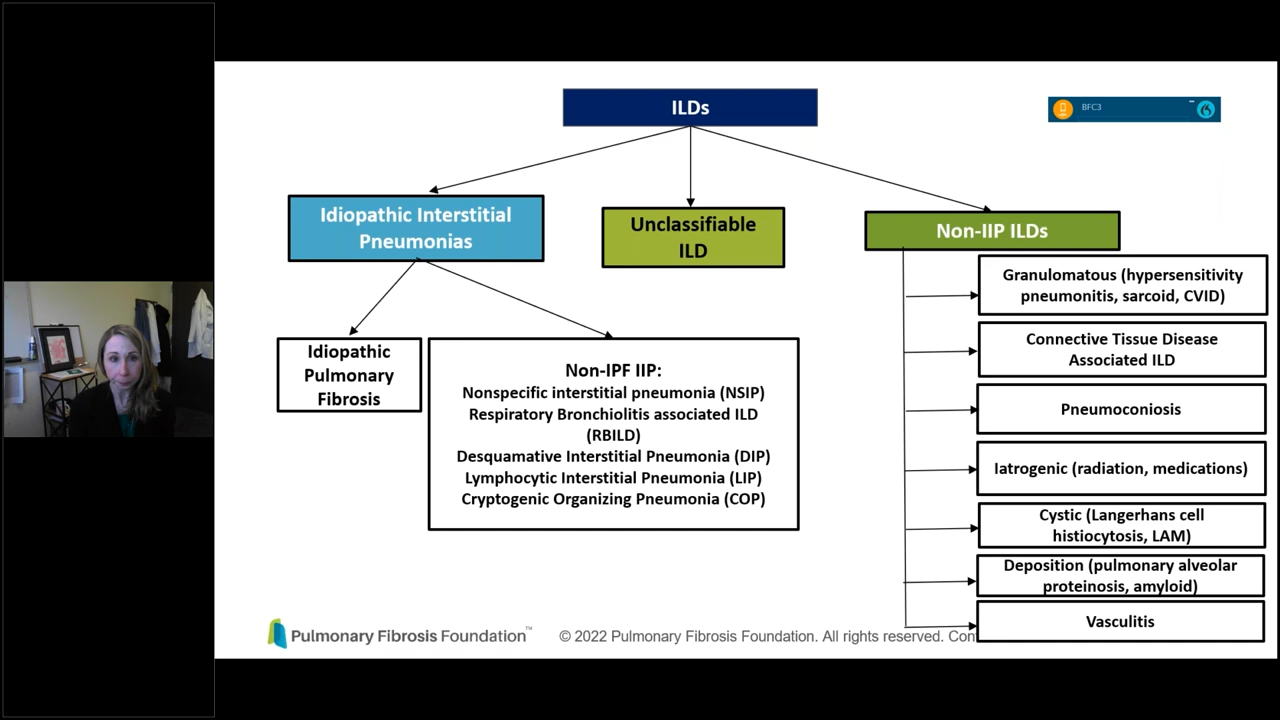 ILDs
BFC3
Idiopathic Interstitial
Pneumonias
Unclassifiable
ILD
Non-IIP ILDs
Idiopathic
Pulmonary
Fibrosis
Non-IPF IIP:
Nonspecific interstitial pneumonia (NSIP)
Respiratory Bronchiolitis associated ILD
(RBILD)
Desquamative Interstitial Pneumonia (DIP)
Lymphocytic Interstitial Pneumonia (LIP)
Cryptogenic Organizing Pneumonia (COP)
Granulomatous (hypersensitivity
pneumonitis, sarcoid, CVID)
Connective Tissue Disease
Associated ILD
Pneumoconiosis
Iatrogenic (radiation, medications)
Cystic (Langerhans cell
histiocytosis, LAM)
Deposition (pulmonary alveolar
proteinosis, amyloid)
Vasculitis
Pulmonary Fibrosis Foundation™
© 2022 Pulmonary Fibrosis Foundation. All rights reserved. Con